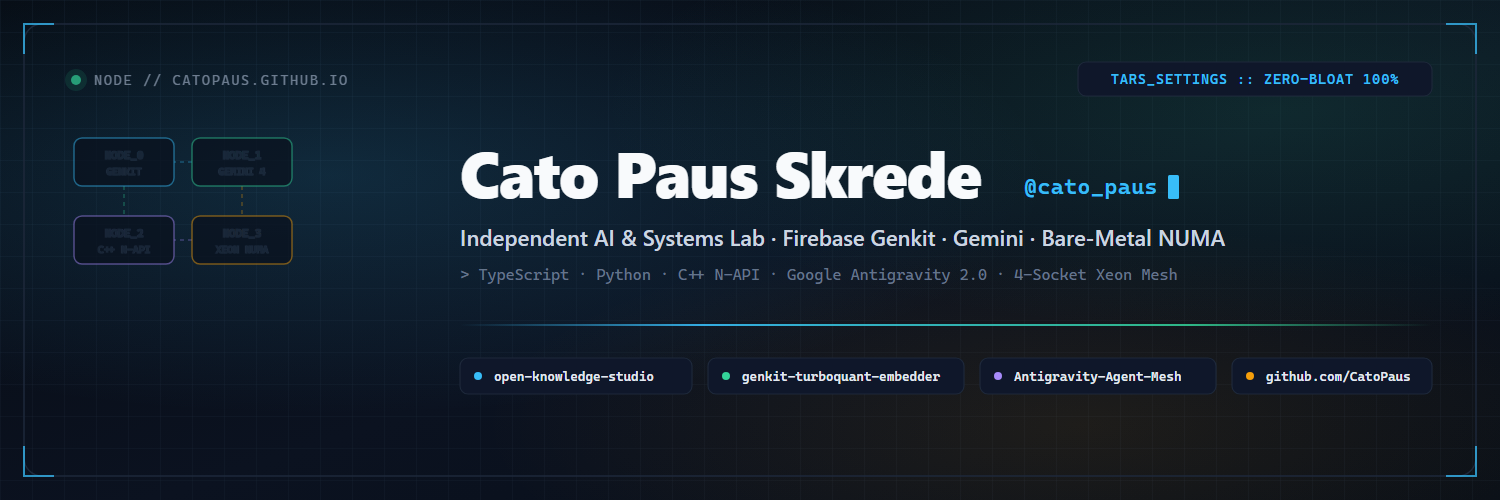 NODE // CATOPAUS.GITHUB.IO
TARS_SETTINGS :: ZERO-BLOAT 100%
NODE_0
GENKIT
NODE_1
GEMINI 4
NODE_2
C++ N-API
NODE_3
XEON NUMA
Cato Paus Skrede
@cato_paus
Independent AI & Systems Lab · Firebase Genkit · Gemini · Bare-Metal NUMA
> TypeScript · Python · C++ N-API · Google Antigravity 2.0 · 4-Socket Xeon Mesh
open-knowledge-studio
genkit-turboquant-embedder
Antigravity-Agent-Mesh
github.com/CatoPaus